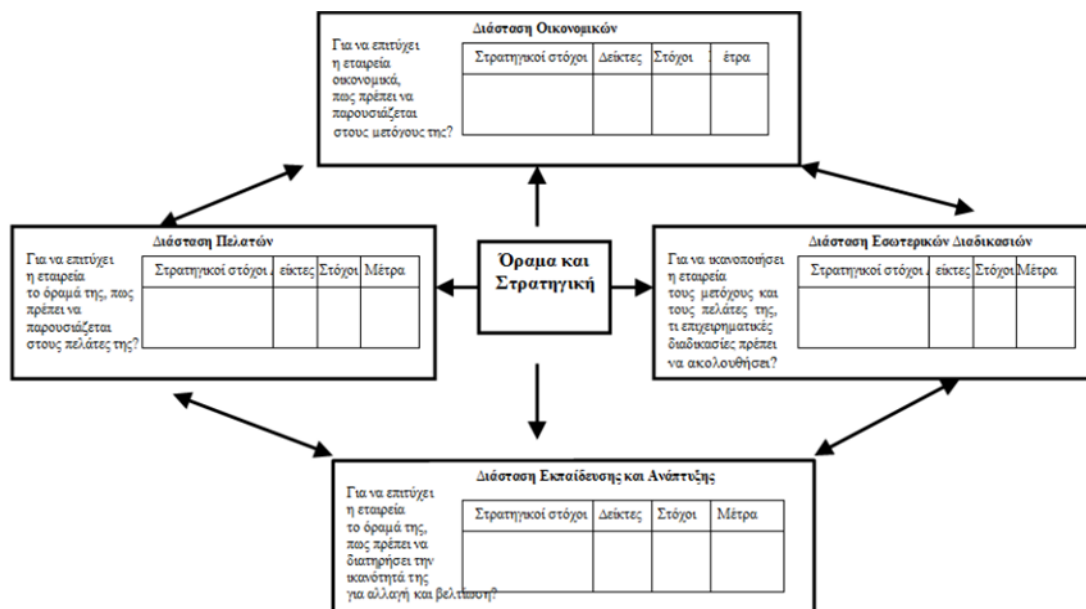 Διάσταση Οικονομικών
Για να επιτύχει
η εταιρεία
οικονομικά,
πως πρέπει να
παρουσιάζεται
στους μετόχους της?
Στρατηγικοί στόχοι Δείκτες Στόχοι έτρα
Διάσταση Πελατών
Για να επιτύχει
η εταιρεία
το όραμά της, πως
πρέπει να
παρουσιάζεται
στους πελάτες της?
Στρατηγικοί στόχοι είκτες Στόχοι Μέτρα
Όραμα και
Στρατηγική
Διάσταση Εσωτερικών Διαδικασιών
Για να ικανοποιήσει
η εταιρεία
τους μετόχους και
τους πελάτες της,
τι επιχειρηματικές
διαδικασίες πρέπει
να ακολουθήσει?
Στρατηγικοί στόχοι είκτες Στόχοι Μέτρα
Διάσταση Εκπαίδευσης και Ανάπτυξης
Για να επιτύχει
η εταιρεία
το όραμά της,
πως πρέπει να
διατηρήσει την
ικανότητά της
για αλλαγή και βελτίωση?
Στρατηγικοί στόχοι Δείκτες Στόχοι Μέτρα